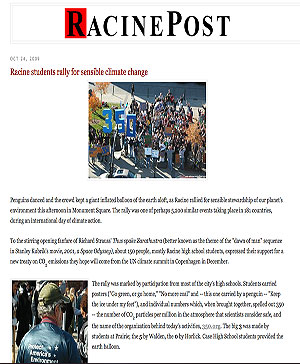 RACINEPOST
OCT 24, 2009
Racine students rally for sensible climate change
350
Penguins danced and the crowd kept a giant inflated balloon of the earth aloft, as Racine rallied for sensible stewardship of our planet's
environment this afternoon in Monument Square. The rally was one of perhaps 5,200 similar events taking place in 181 countries,
during an international day of climate action.
To the stirring opening fanfare of Richard Strauss' Thus spake Zarathustra (better known as the theme of the "dawn of man" sequence
in Stanley Kubrik's movie, 2001, a Space Odyssey), about 150 people, mostly Racine high school students, expressed their support for a
new treaty on CO2 emissions they hope will come from the UN climate summit in Copenhagen in December.
The rally was marked by participation from most of the city's high schools. Students carried
posters ("Go green, or go home," "No more coal" and -- this one carried by a penguin -- "Keep
the ice under my feet"), and individual numbers which, when brought together, spelled out 350
-- the number of CO2 particles per million in the atmosphere that scientists consider safe, and
the name of the organization behind today's activities, 350.org. The big 3 was made by
students at Prairie, the 5 by Walden, the 0 by Horlick. Case High School students provided the
earth balloon.
Protect
America's
Environment